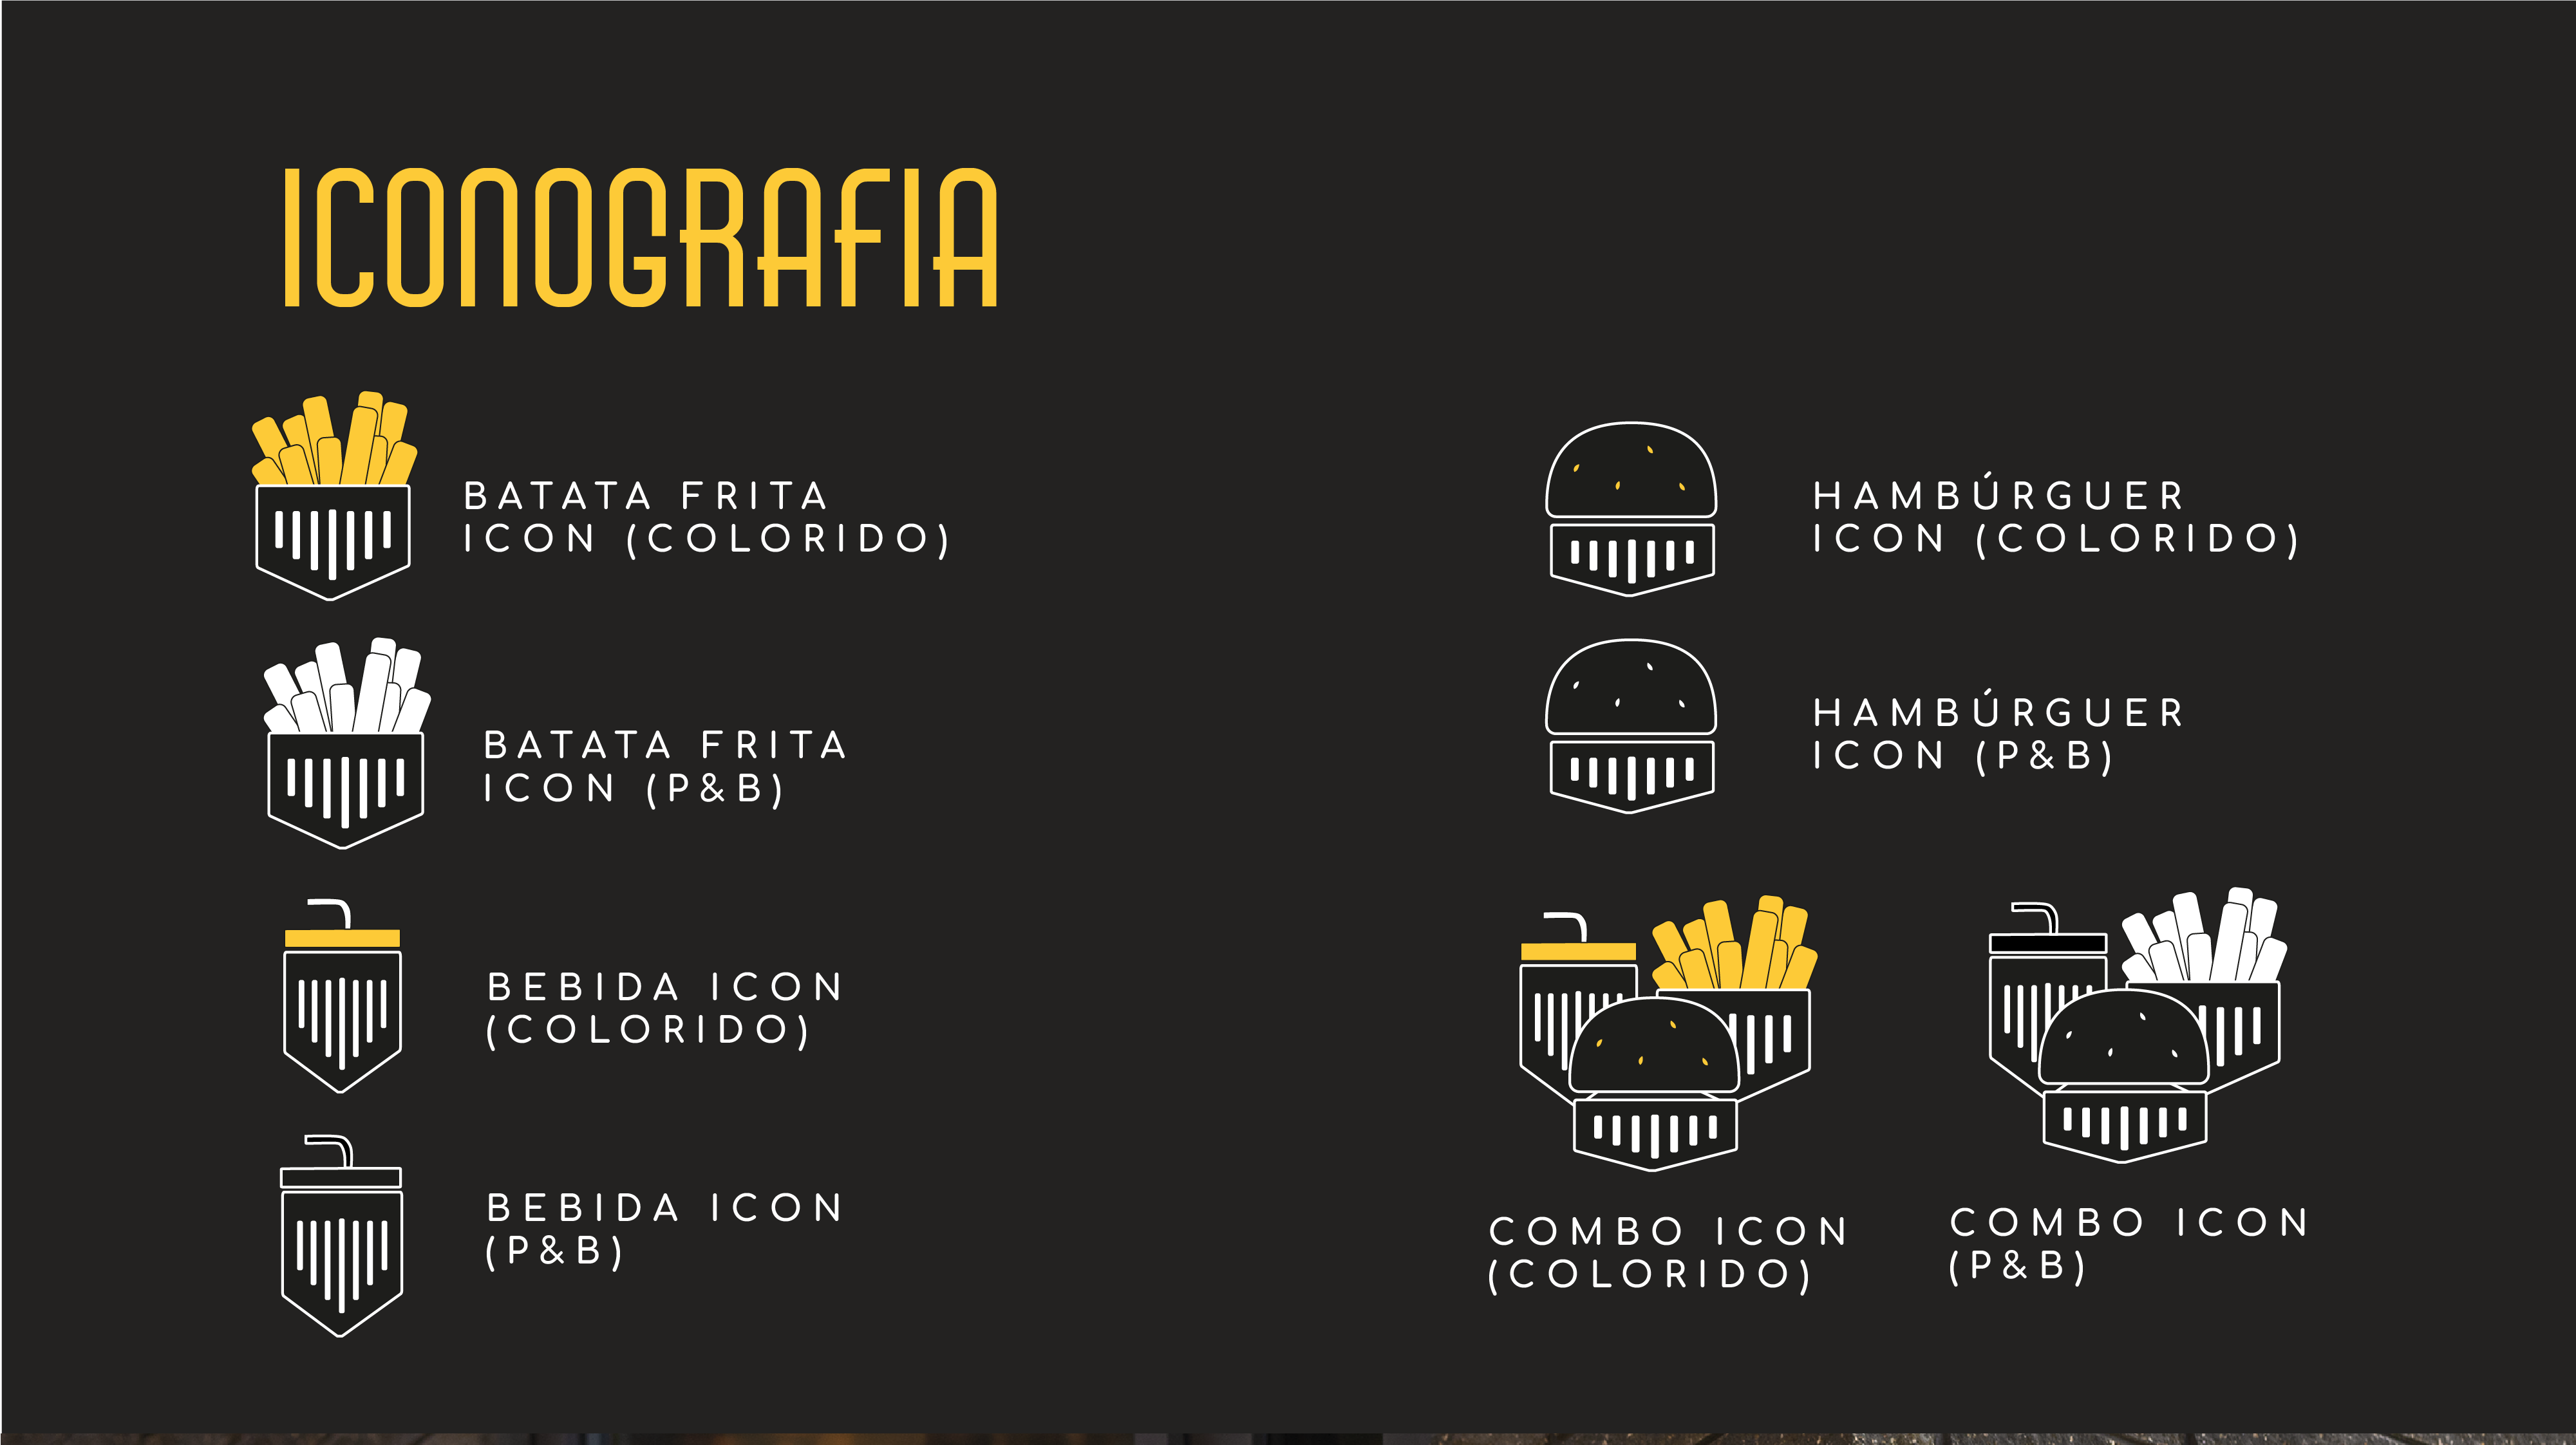 ICONOGRAFIA
BATATA FRITA
ICON (COLORIDO)
BATATA FRITA
ICON (P&B)
BEBIDA ICON
(COLORIDO)
BEBIDA ICON
(P&B)
HAMBÚRGUER
ICON (COLORIDO)
HAMBÚRGUER
ICON (P&B)
COMBO ICON
(COLORIDO)
COMBO ICON
(P&B)